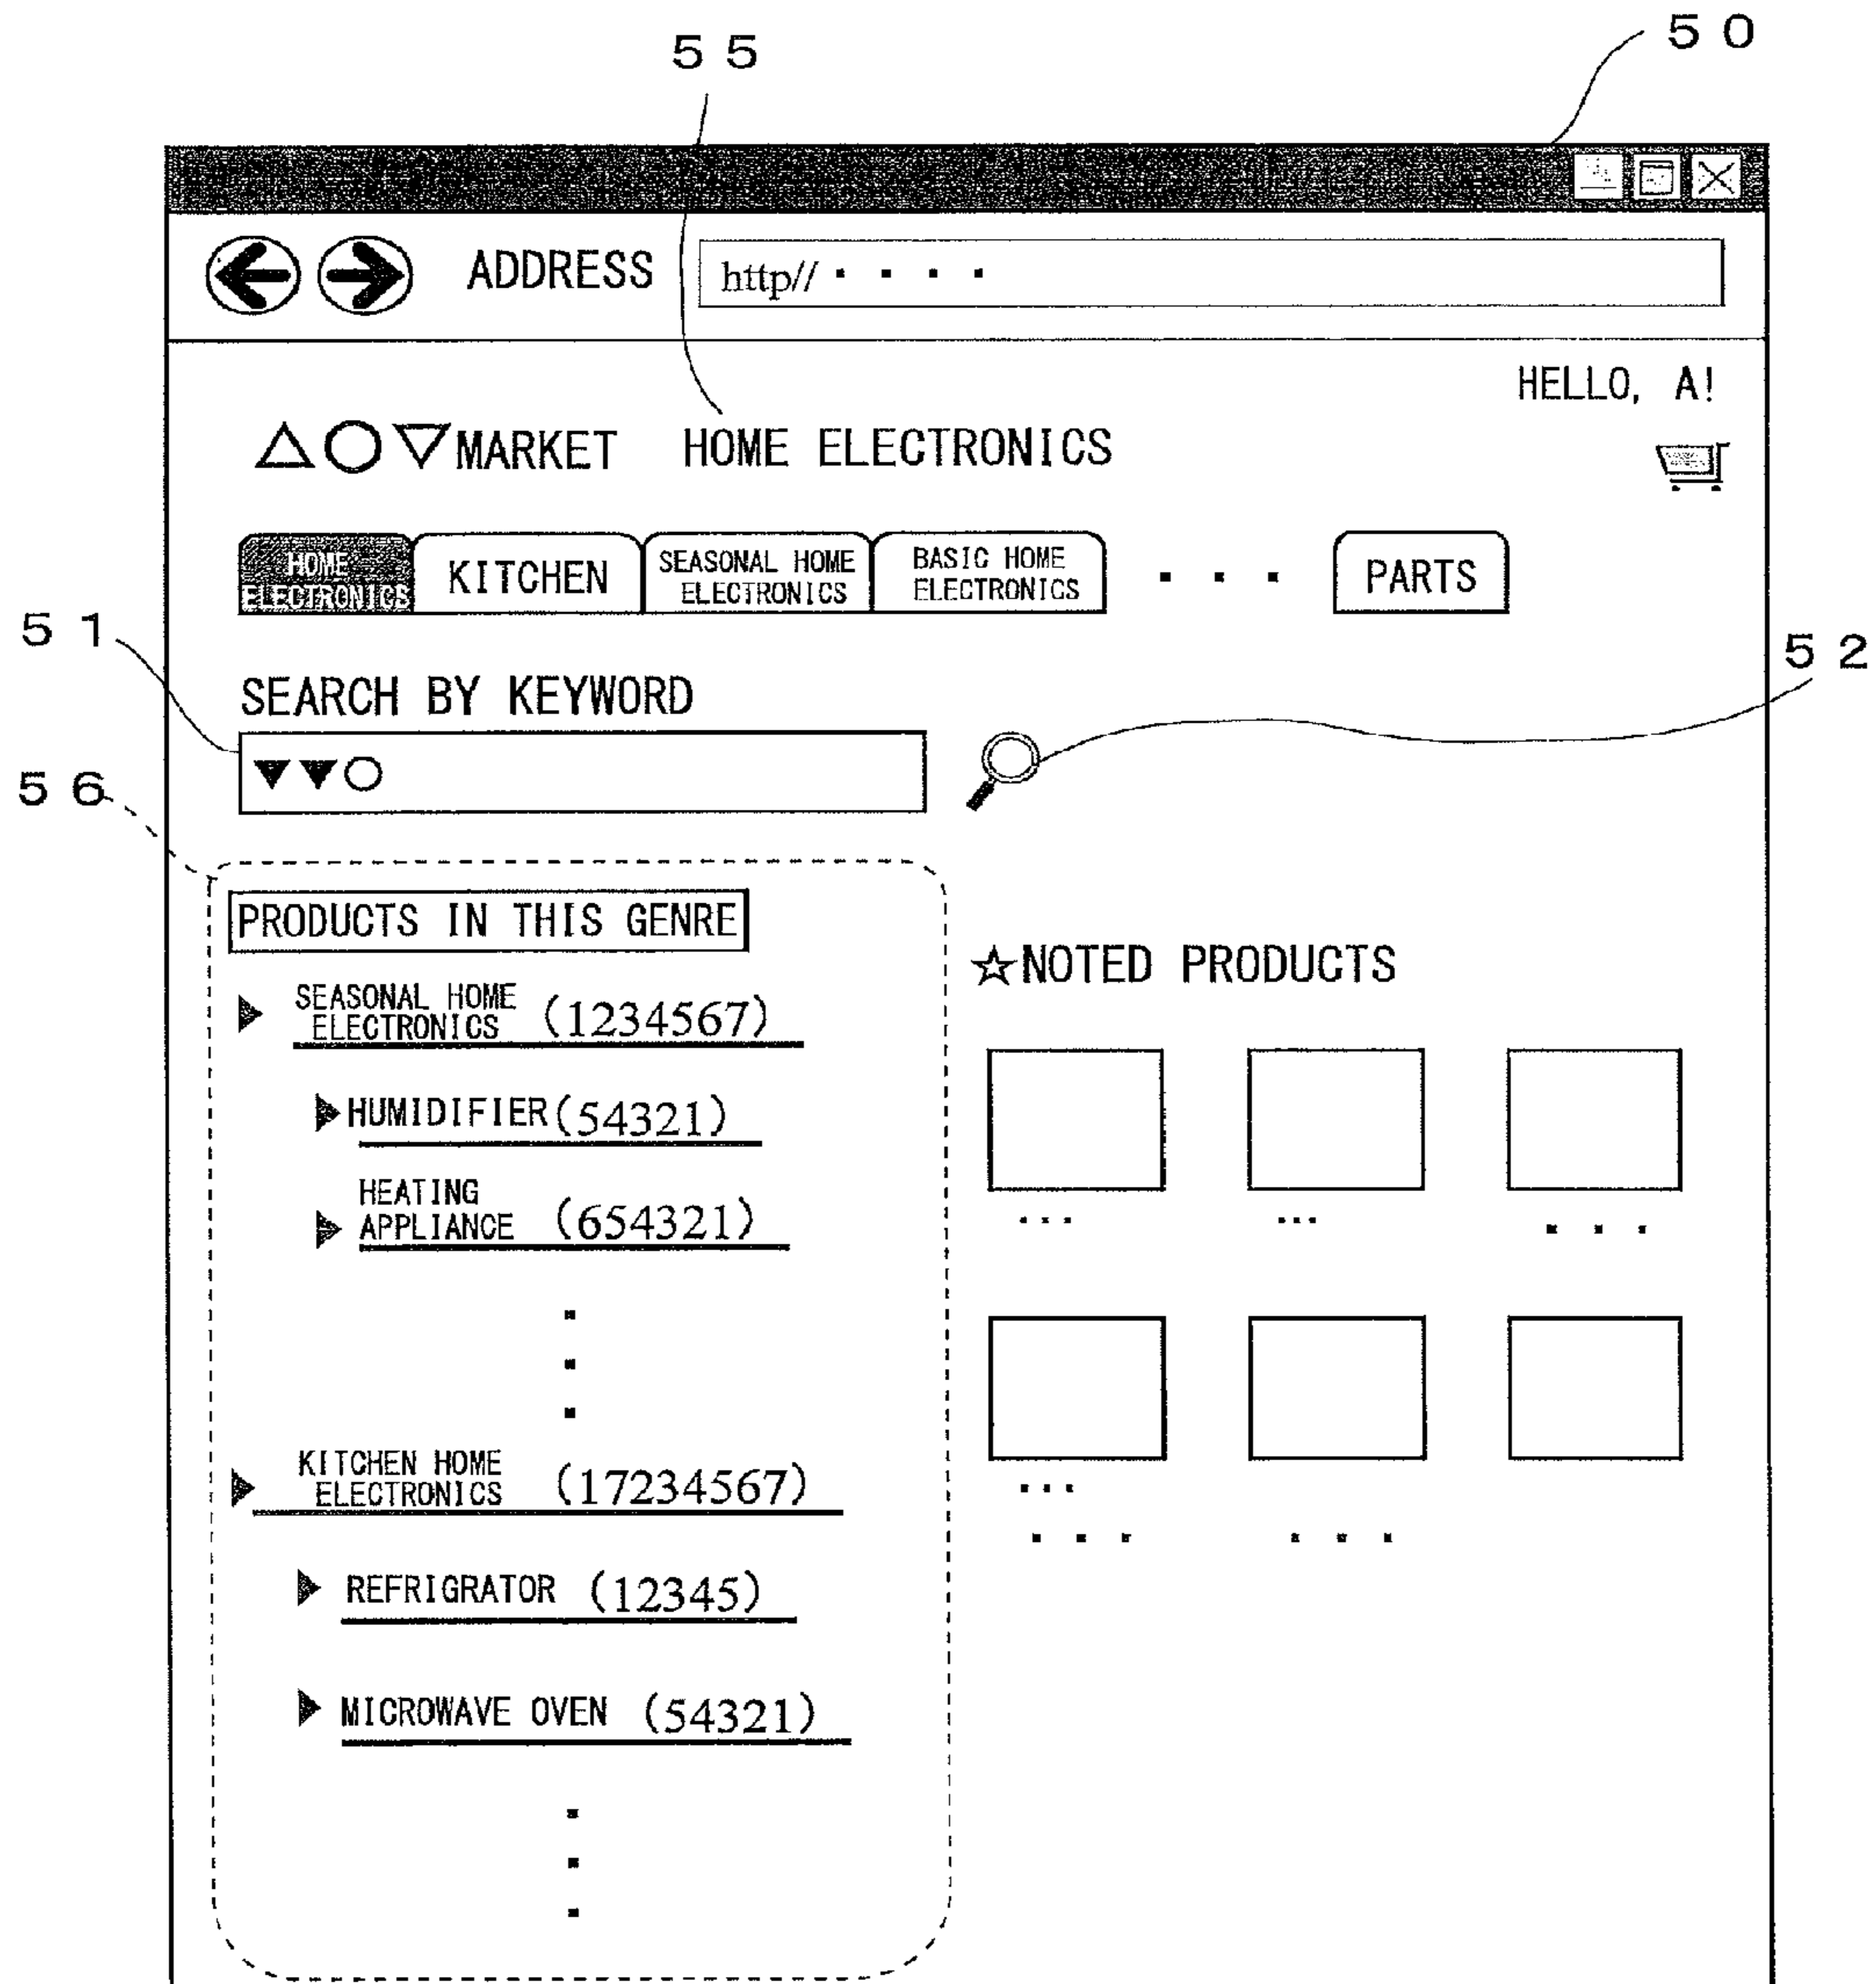 ５５
５０
ADDRESS http// ・ ・ ・ ・
HELLO, A!
△○▽MARKET HOME ELECTRONICS
HOME
ELECTRONICS
KITCHEN
SEASONAL HOME
ELECTRONICS
BASIC HOME
ELECTRONICS
・ ・ ・
PARTS
５１
５２
SEARCH BY KEYWORD
▼▼○
５６
PRODUCTS IN THIS GENRE
☆NOTED PRODUCTS
SEASONAL HOME
ELECTRONICS (1234567)
HUMIDIFIER(54321)
HEATING
APPLIANCE (654321)
KITCHEN HOME
ELECTRONICS (17234567)
REFRIGRATOR (12345)
MICROWAVE OVEN (54321)